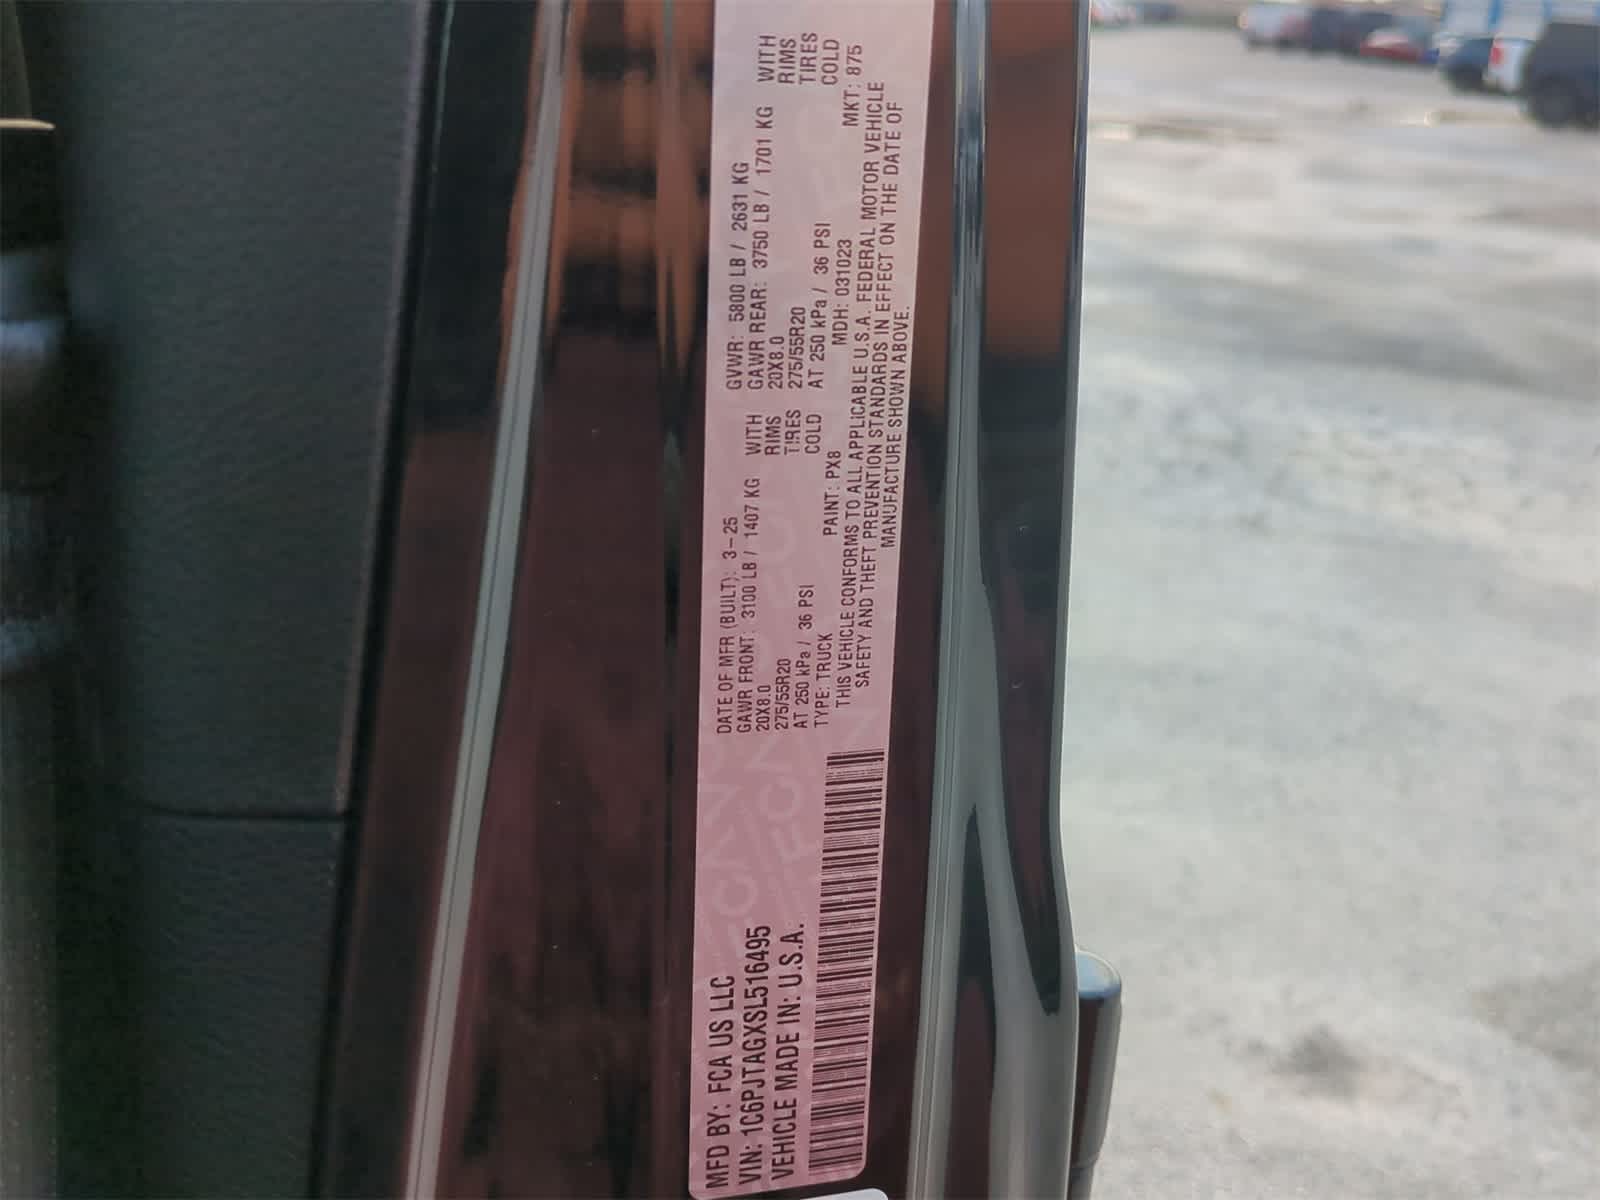 MFD BY: FCA US LLC
VIN: 1C6PJTAGXSL516495
VEHICLE MADE IN: U.S.A.
DATE OF MFR (BUILT): 3-25 GVWR: 5800 LB / 2631 KG
GAWR FRONT: 3100 LB / 1407 KG WITH GAWR REAR: 3750 LB / 1701 KG WITH
20X8.0 RIMS 20X8.0 RIMS
275/55R20 TIRES 275/55R20 TIRES
AT 250 kPa / 36 PSI COLD AT 250 kPa / 36 PSI COLD
TYPE: TRUCK PAINT: PX8 MDH: 031023 MKT: 875
THIS VEHICLE CONFORMS TO ALL APPLICABLE U.S.A. FEDERAL MOTOR VEHICLE
SAFETY AND THEFT PREVENTION STANDARDS IN EFFECT ON THE DATE OF
MANUFACTURE SHOWN ABOVE.